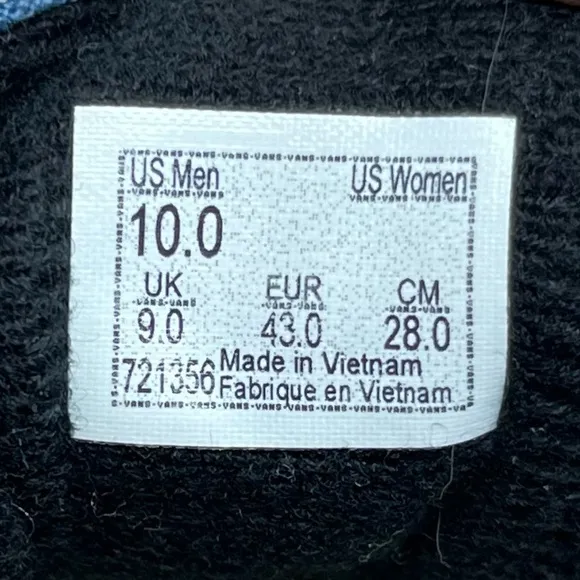 US Men US Women
10.0
UK EUR CM
9.0 43.0 28.0
721356 Made in Vietnam
Fabrique en Vietnam